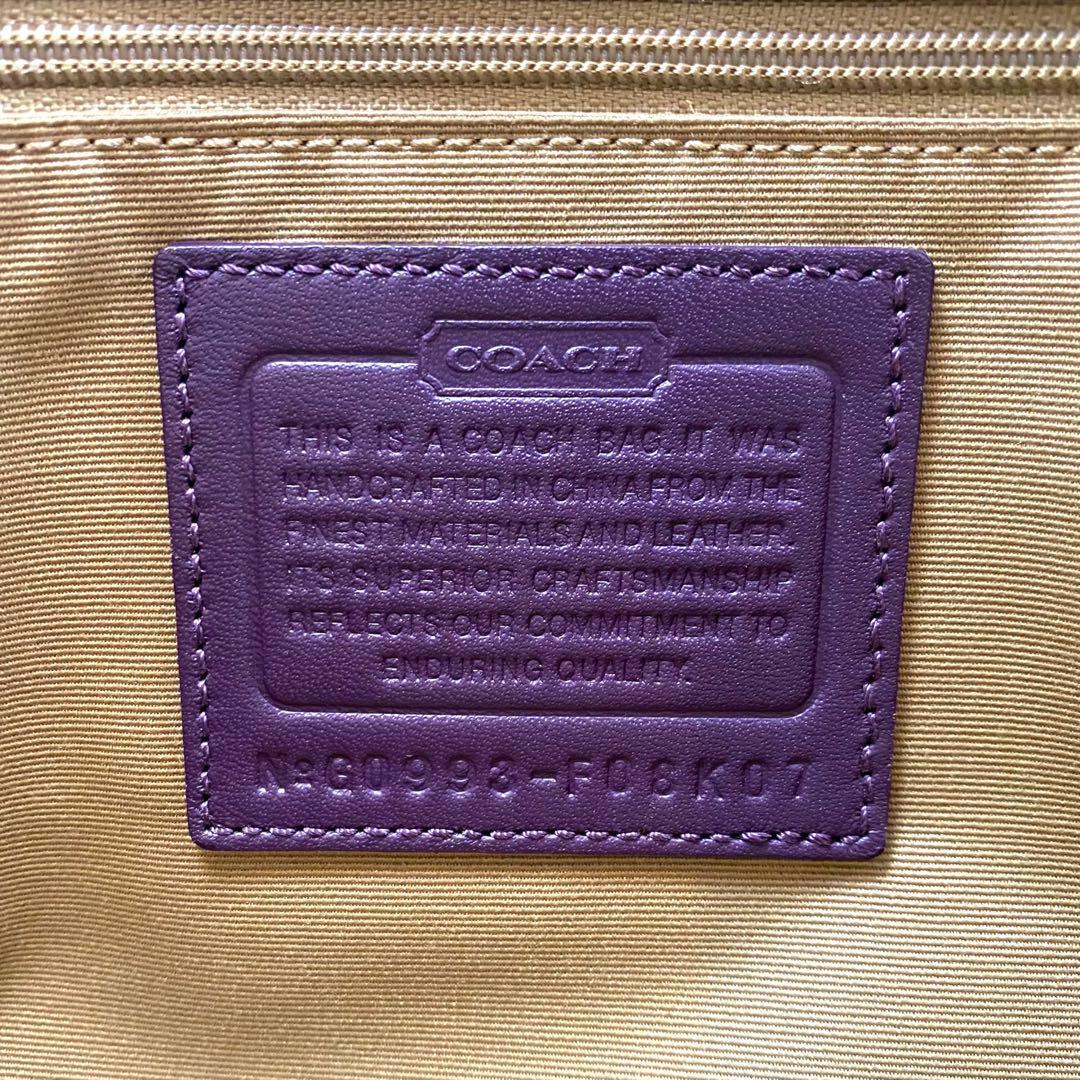 COACH
THIS IS A COACH BAG. IT WAS
HANDCRAFTED IN CHINA FROM THE
FINEST MATERIALS AND LEATHER.
IT'S SUPERIOR CRAFTSMANSHIP
REFLECTS OUR COMMITMENT TO
ENDURING QUALITY.
№G0993-F06K07